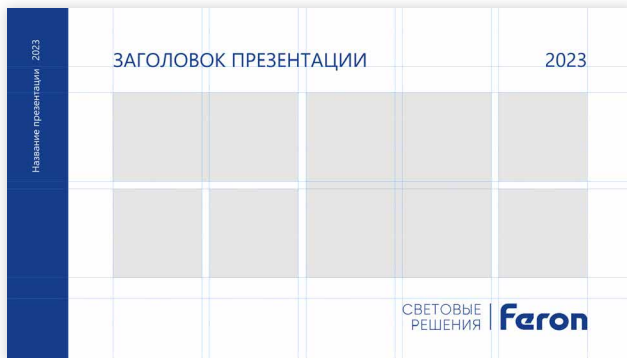 Название презентации 2023
ЗАГОЛОВОК ПРЕЗЕНТАЦИИ 2023
СВЕТОВЫЕ
РЕШЕНИЯ
Feron